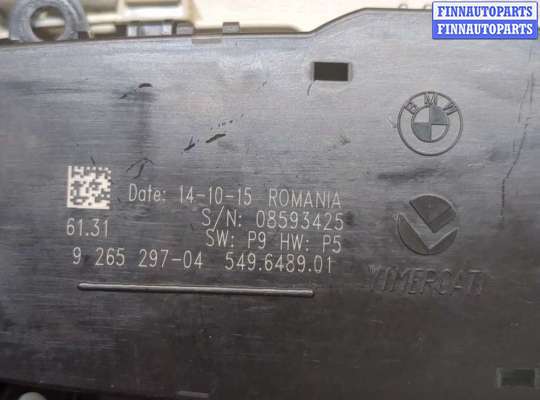 FINNAUTOPARTS
FINNAUTOPARTS
BMW
Date: 14-10-15 ROMANIA
S/N: 08593425
61.31
SW: P9 HW: P5
9 265 297-04 549.6489.01
VIMERCATI